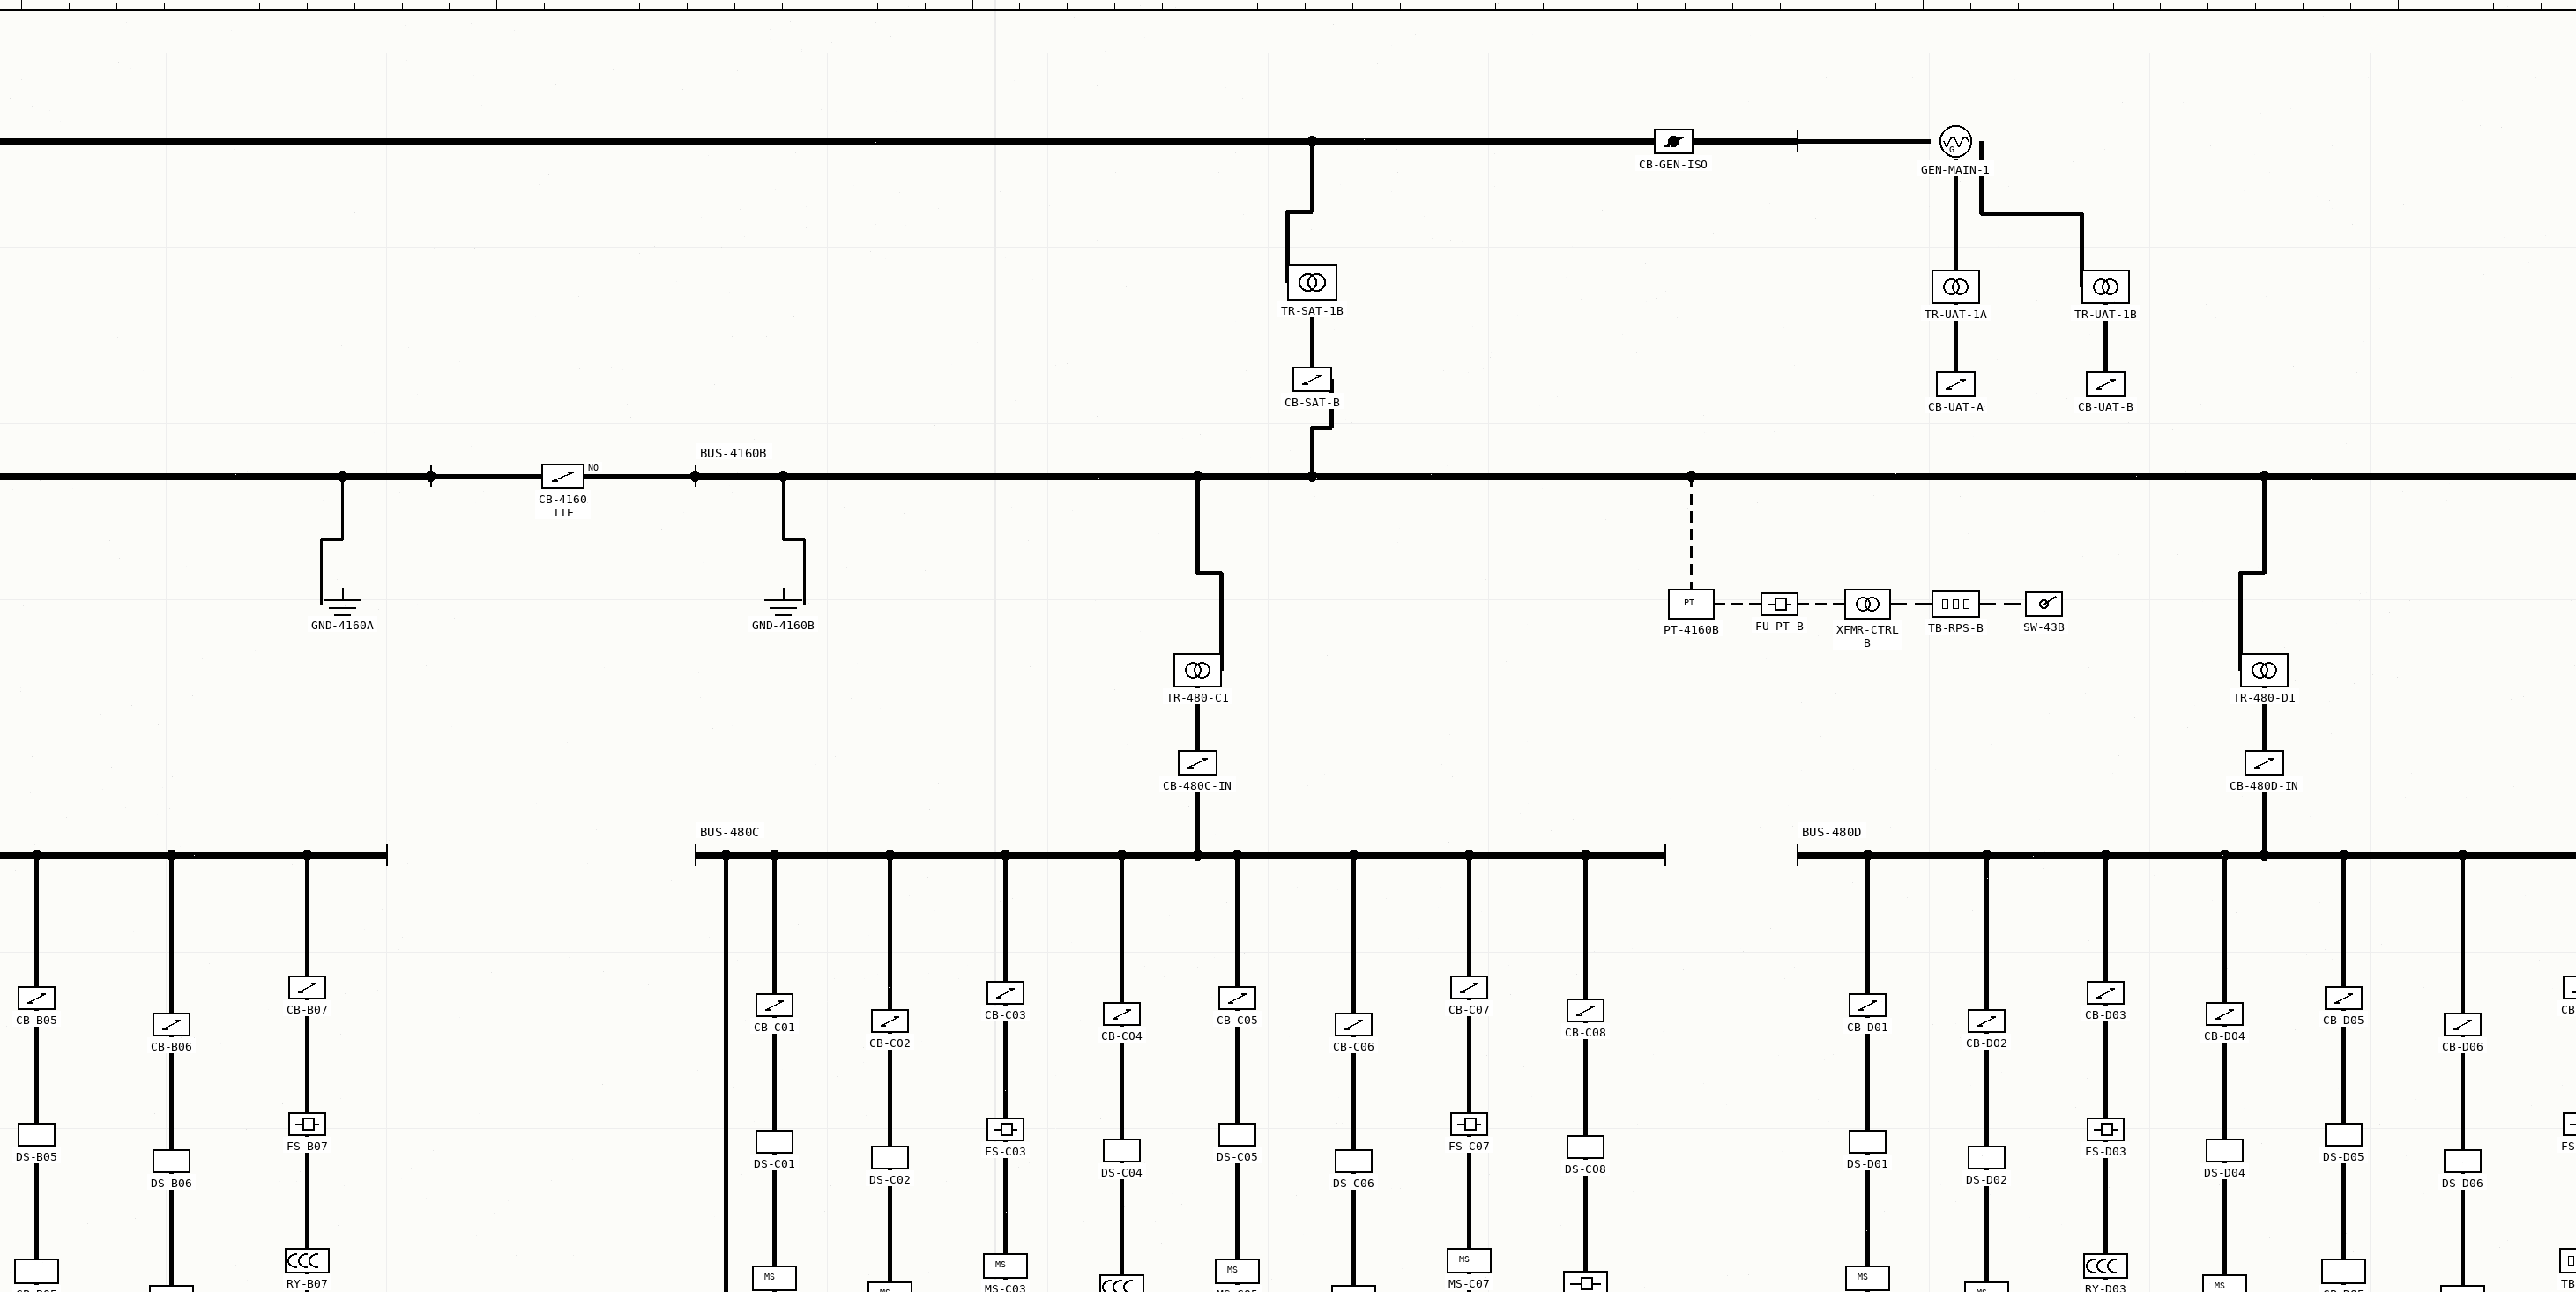 CB-GEN-ISO
G
GEN-MAIN-1
TR-SAT-1B
TR-UAT-1A
TR-UAT-1B
CB-SAT-B
CB-UAT-A
CB-UAT-B
BUS-4160B
NO
CB-4160
TIE
GND-4160A
GND-4160B
PT
PT-4160B
FU-PT-B
XFMR-CTRL
B
TB-RPS-B
SW-43B
TR-480-C1
TR-480-D1
CB-480C-IN
CB-480D-IN
BUS-480C
BUS-480D
CB-B05
CB-B06
CB-B07
CB-C01
CB-C02
CB-C03
CB-C04
CB-C05
CB-C06
CB-C07
CB-C08
CB-D01
CB-D02
CB-D03
CB-D04
CB-D05
CB-D06
CB
DS-B05
DS-B06
FS-B07
DS-C01
DS-C02
FS-C03
DS-C04
DS-C05
DS-C06
FS-C07
DS-C08
DS-D01
DS-D02
FS-D03
DS-D04
DS-D05
DS-D06
FS
RY-B07
MS
MS
MS
MS-C03
MS
MS
MS-C07
MS
MS
RY-D03
MS
TB